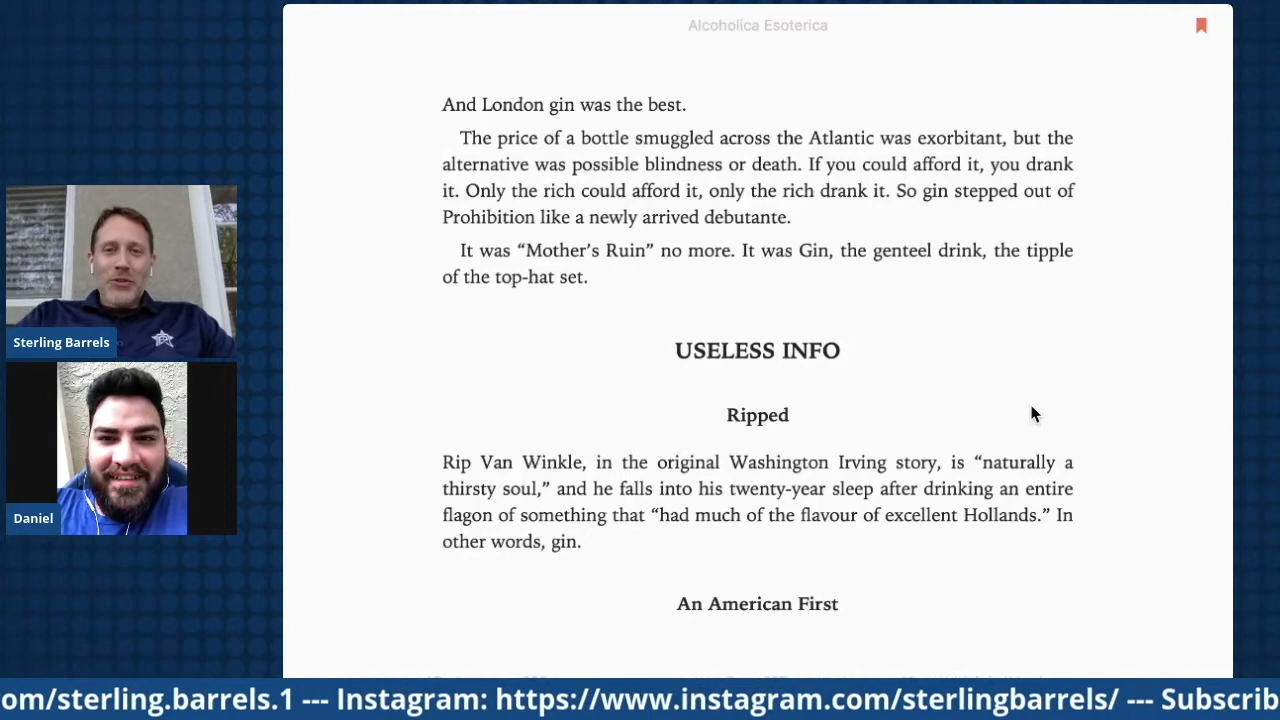 Alcoholica Esoterica
And London gin was the best.
The price of a bottle smuggled across the Atlantic was exorbitant, but the
alternative was possible blindness or death. If you could afford it, you drank
it. Only the rich could afford it, only the rich drank it. So gin stepped out of
Prohibition like a newly arrived debutante.
It was “Mother’s Ruin” no more. It was Gin, the genteel drink, the tipple
of the top-hat set.
USELESS INFO
Ripped
Rip Van Winkle, in the original Washington Irving story, is “naturally a
thirsty soul,” and he falls into his twenty-year sleep after drinking an entire
flagon of something that “had much of the flavour of excellent Hollands.” In
other words, gin.
An American First
Sterling Barrels
Daniel
om/sterling.barrels.1 --- Instagram: https://www.instagram.com/sterlingbarrels/ --- Subscrib